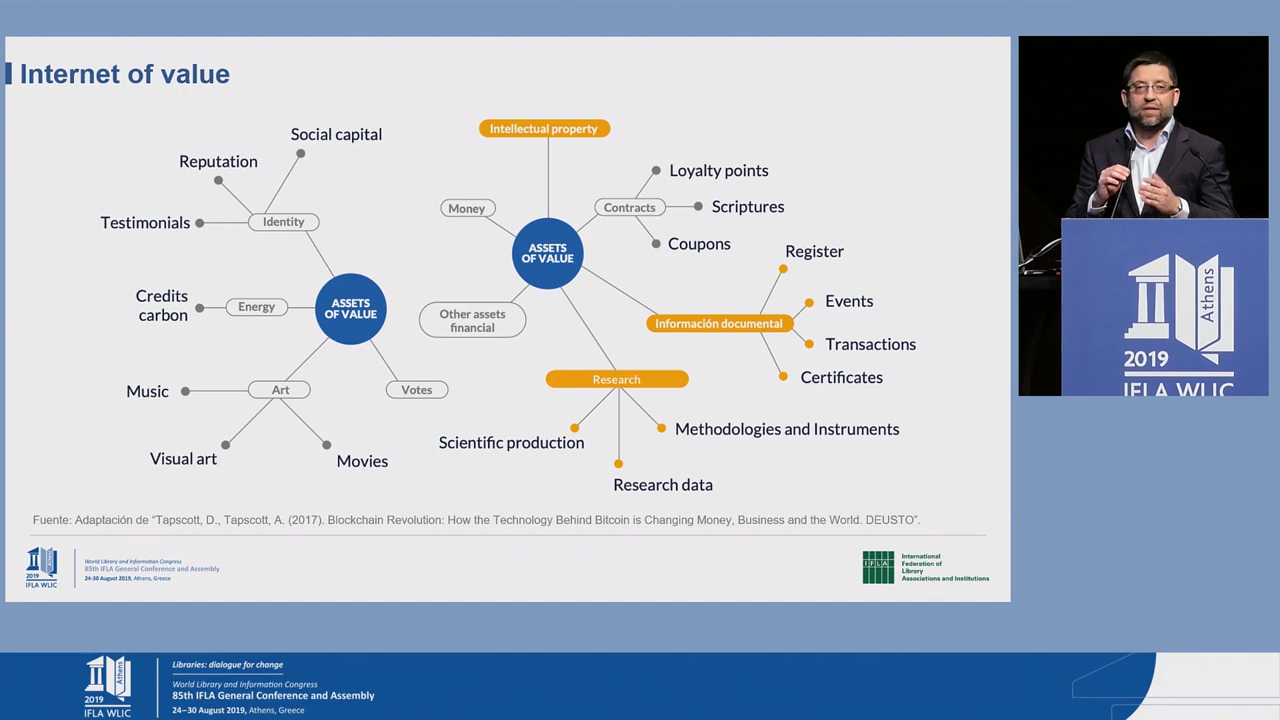 Internet of value
Social capital
Reputation
Testimonials
Identity
Credits
carbon
Energy
ASSETS
OF VALUE
Music
Art
Votes
Visual art
Movies
Intellectual property
Money
Contracts
Loyalty points
Scriptures
Coupons
ASSETS
OF VALUE
Other assets
financial
Información documental
Register
Events
Transactions
Certificates
Research
Scientific production
Methodologies and Instruments
Research data
Fuente: Adaptación de “Tapscott, D., Tapscott, A. (2017). Blockchain Revolution: How the Technology Behind Bitcoin is Changing Money, Business and the World. DEUSTO”.
Athens
2019
IFLA WLIC
World Library and Information Congress
85th IFLA General Conference and Assembly
24-30 August 2019, Athens, Greece
IFLA
International
Federation of
Library
Associations and Institutions
Athens
2019
IFLA WLIC
Athens
2019
IFLA WLIC
Libraries: dialogue for change
World Library and Information Congress
85th IFLA General Conference and Assembly
24–30 August 2019, Athens, Greece